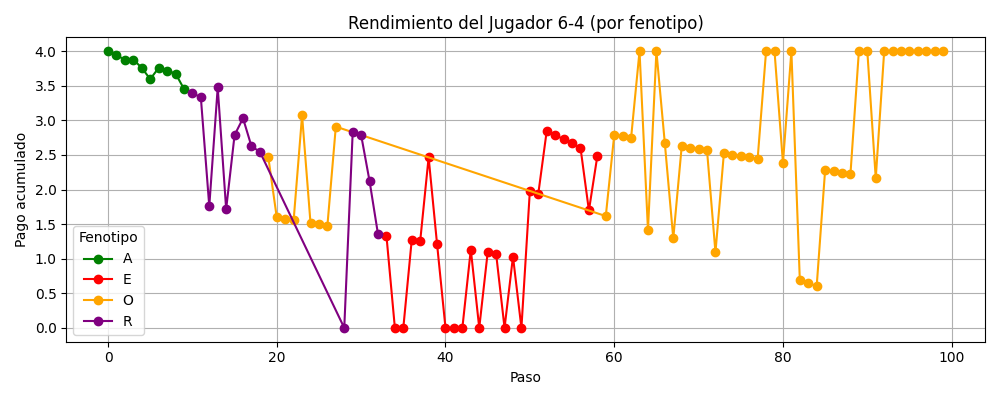 Rendimiento del Jugador 6-4 (por fenotipo)
Pago acumulado
4.0
3.5
3.0
2.5
2.0
1.5
1.0
0.5
0.0
Fenotipo
A
E
O
R
0 20 40 60 80 100
Paso